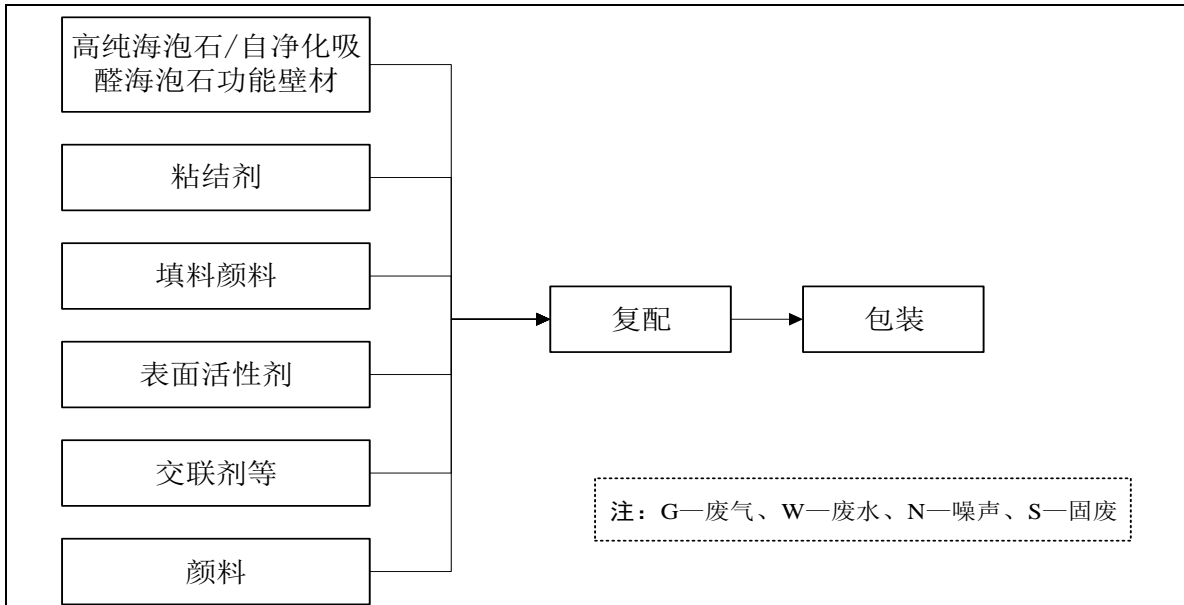 高纯海泡石/自净化吸
醛海泡石功能壁材
粘结剂
填料颜料
表面活性剂
交联剂等
颜料
复配
包装
注：G—废气、W—废水、N—噪声、S—固废